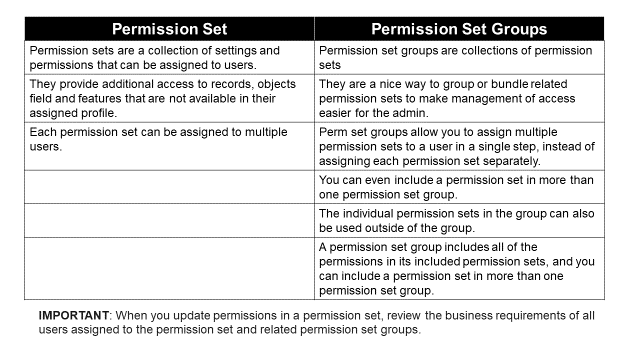 Permission Set
Permission Set Groups
Permission sets are a collection of settings and
permissions that can be assigned to users.
Permission set groups are collections of permission
sets
They provide additional access to records, objects
field and features that are not available in their
assigned profile.
They are a nice way to group or bundle related
permission sets to make management of access
easier for the admin.
Each permission set can be assigned to multiple
users.
Perm set groups allow you to assign multiple
permission sets to a user in a single step, instead of
assigning each permission set separately.
You can even include a permission set in more than
one permission set group.
The individual permission sets in the group can also
be used outside of the group.
A permission set group includes all of the
permissions in its included permission sets, and you
can include a permission set in more than one
permission set group.
IMPORTANT: When you update permissions in a permission set, review the business requirements of all
users assigned to the permission set and related permission set groups.